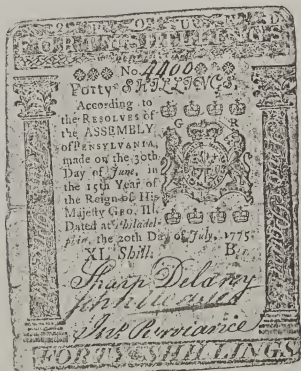 FORTY SHILLINGS
No. 4400
Forty SHILLINGS.
According to
the RESOLVES of
the ASSEMBLY
of PENSYLVANIA,
made on the 30th
Day of June, in
the 15th Year of
the Reign of His
Majesty GEO. III.
Dated at Philadel-
phia, the 20th Day of July, 1775
G R
XL Shill. B
Sharp Delany
Jno. Purviance
FORTY SHILLINGS